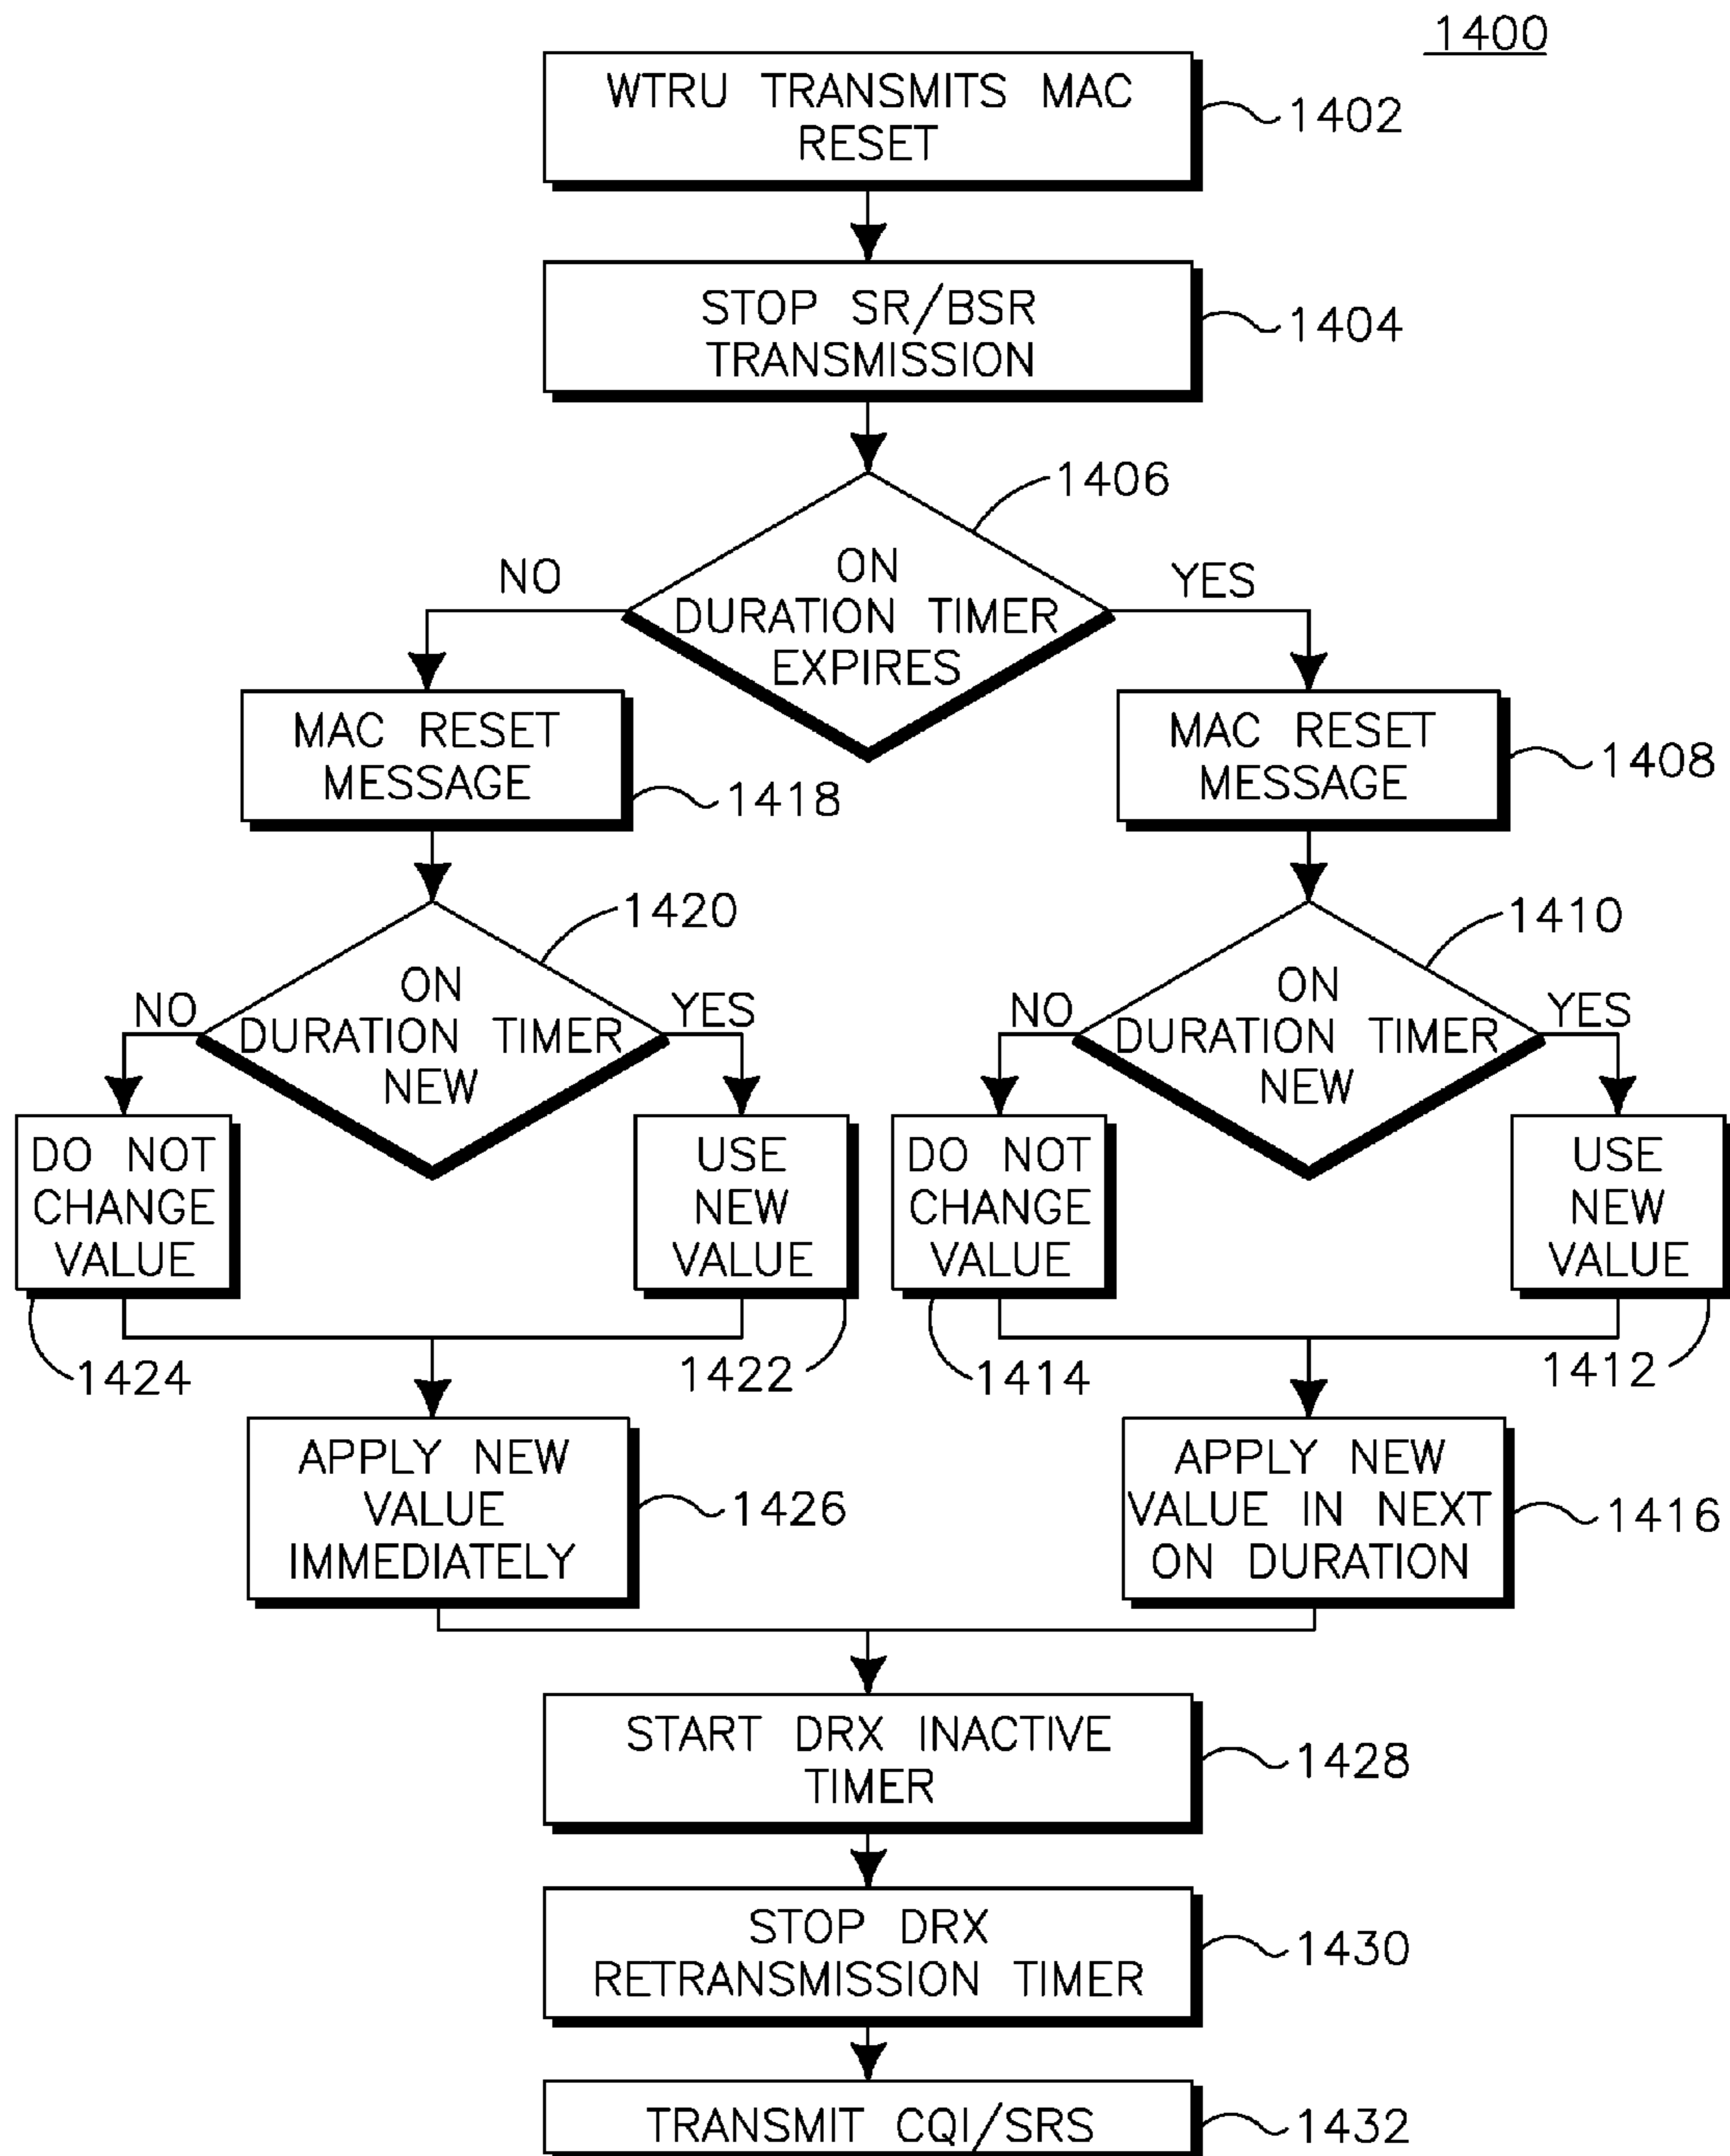 1400
WTRU TRANSMITS MAC
RESET
1402
STOP SR/BSR
TRANSMISSION
1404
1406
ON
DURATION TIMER
EXPIRES
NO
YES
MAC RESET
MESSAGE
1418
MAC RESET
MESSAGE
1408
1420
ON
DURATION TIMER
NEW
NO
YES
1410
ON
DURATION TIMER
NEW
NO
YES
DO NOT
CHANGE
VALUE
1424
USE
NEW
VALUE
1422
DO NOT
CHANGE
VALUE
1414
USE
NEW
VALUE
1412
APPLY NEW
VALUE
IMMEDIATELY
1426
APPLY NEW
VALUE IN NEXT
ON DURATION
1416
START DRX INACTIVE
TIMER
1428
STOP DRX
RETRANSMISSION TIMER
1430
TRANSMIT CQI/SRS
1432